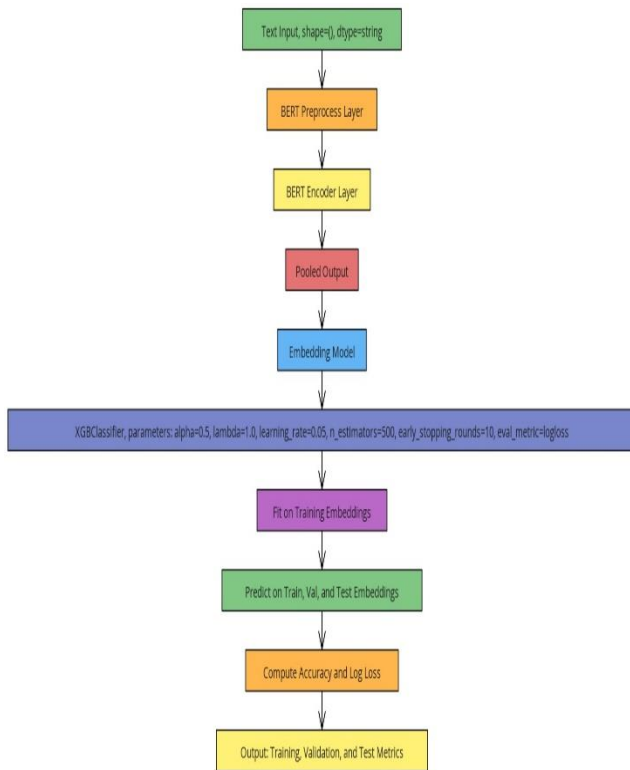 Text Input, shape=(), dtype=string
BERT Preprocess Layer
BERT Encoder Layer
Pooled Output
Embedding Model
XGBClassifier, parameters: alpha=0.5, lambda=1.0, learning_rate=0.05, n_estimators=500, early_stopping_rounds=10, eval_metric=logloss
Fit on Training Embeddings
Predict on Train, Val, and Test Embeddings
Compute Accuracy and Log Loss
Output: Training, Validation, and Test Metrics